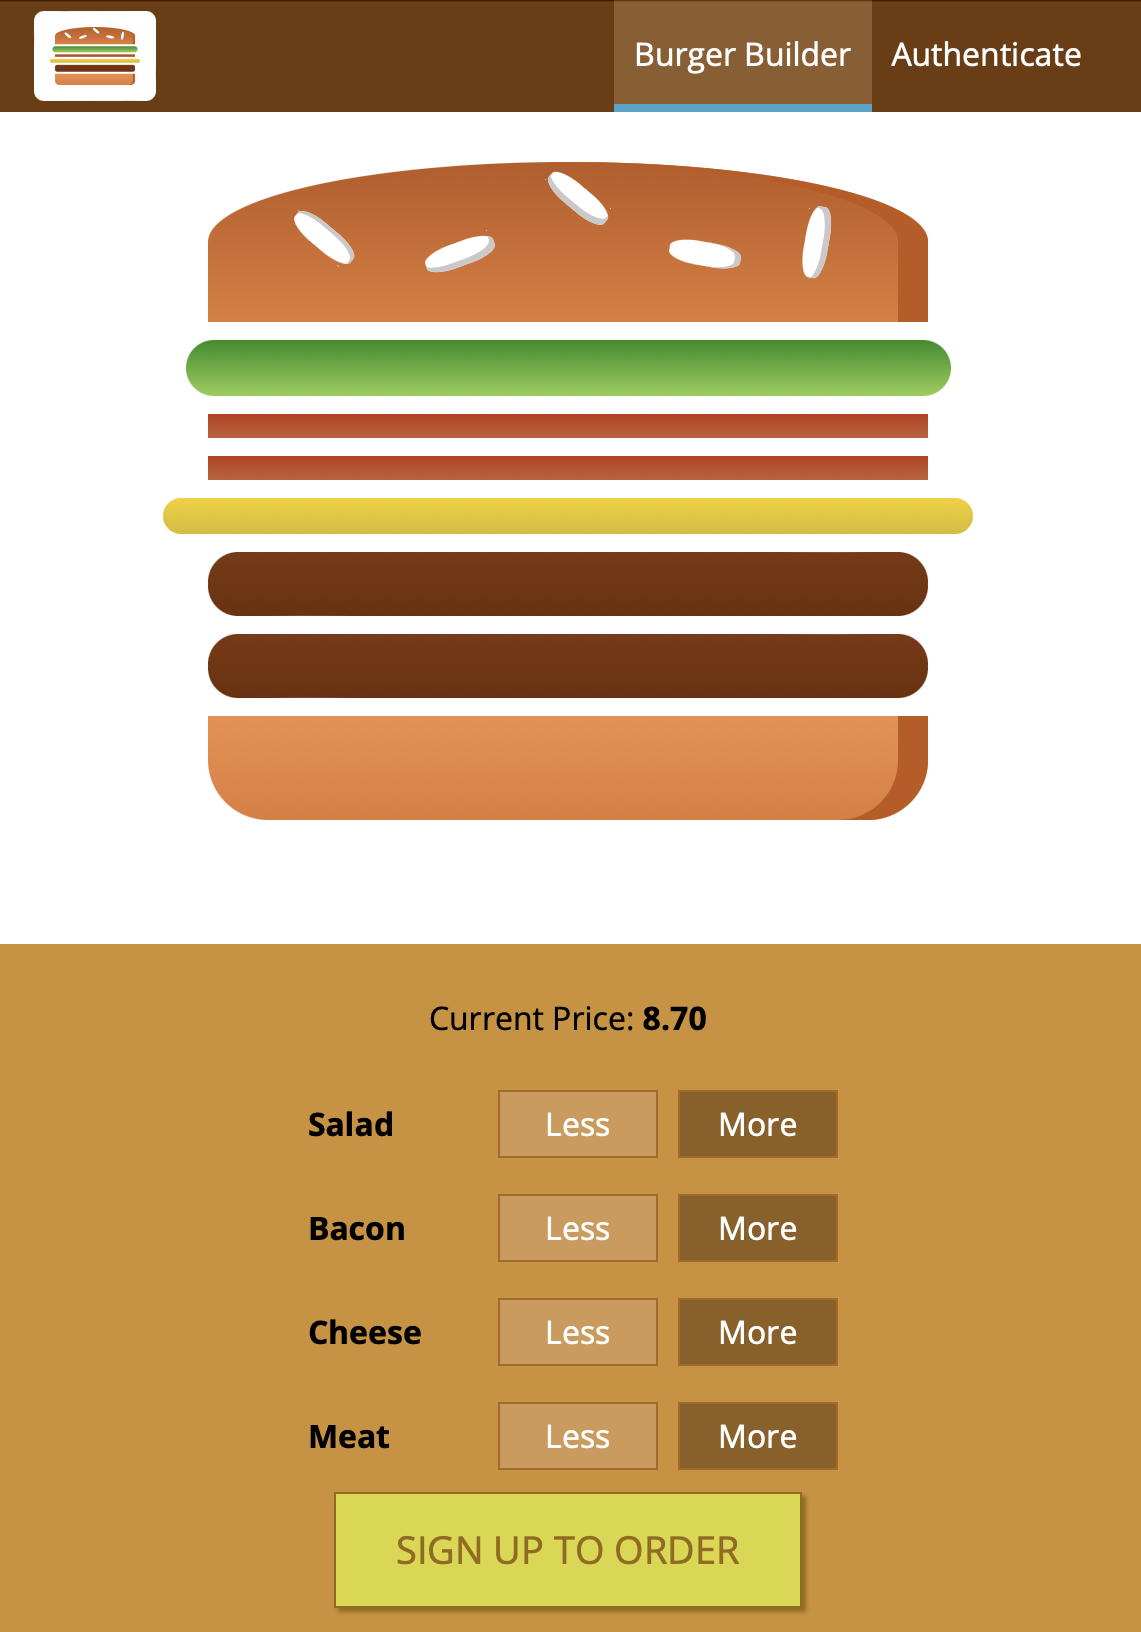 Burger Builder Authenticate
Current Price: 8.70
Salad Less More
Bacon Less More
Cheese Less More
Meat Less More
SIGN UP TO ORDER